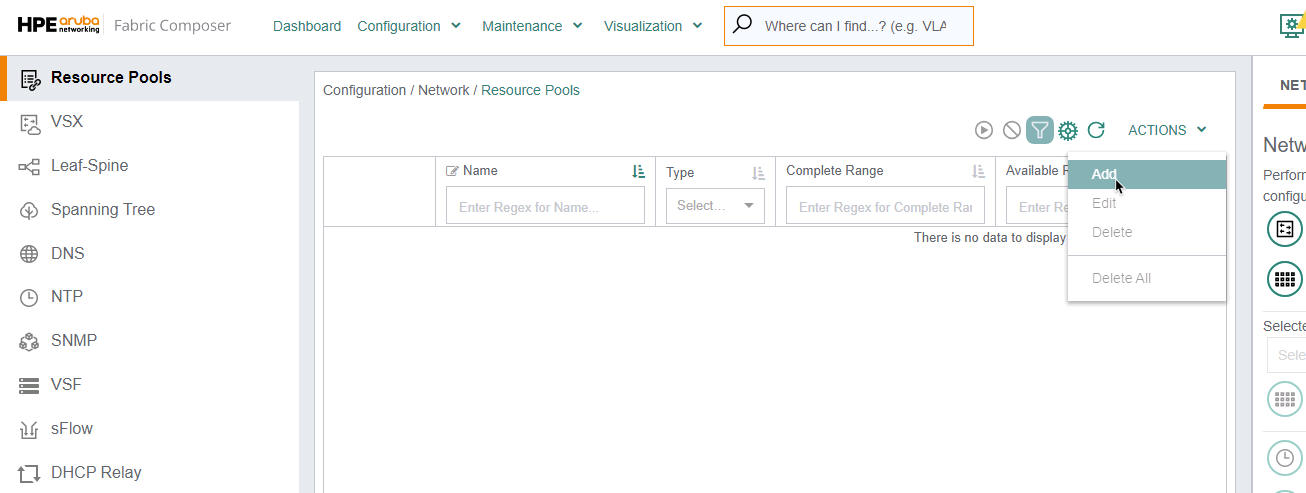 HPE aruba networking Fabric Composer Dashboard Configuration Maintenance Visualization Where can I find...? (e.g. VLA
Resource Pools
VSX
Leaf-Spine
Spanning Tree
DNS
NTP
SNMP
VSF
sFlow
DHCP Relay
Configuration / Network / Resource Pools
ACTIONS
Add
Edit
Delete
Delete All
Name Type Complete Range Available R
Enter Regex for Name... Select... Enter Regex for Complete Rar Enter Re
There is no data to display
NET
Netw
Perform
configu
Selecte
Sele